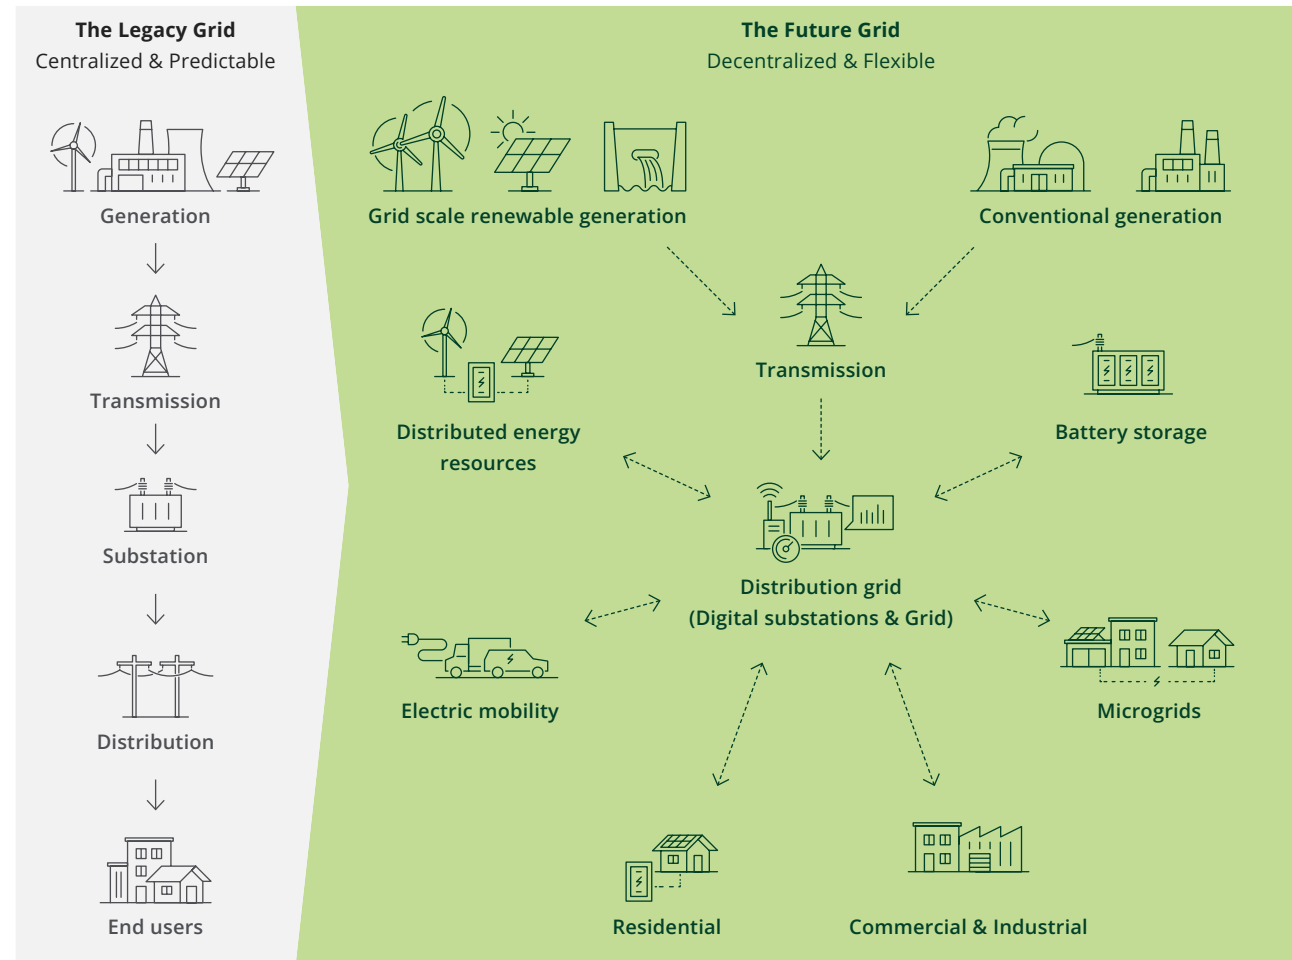 The Legacy Grid
Centralized & Predictable
Generation
Transmission
Substation
Distribution
End users
The Future Grid
Decentralized & Flexible
Grid scale renewable generation
Conventional generation
Transmission
Distributed energy
resources
Battery storage
Distribution grid
(Digital substations & Grid)
Electric mobility
Microgrids
Residential
Commercial & Industrial